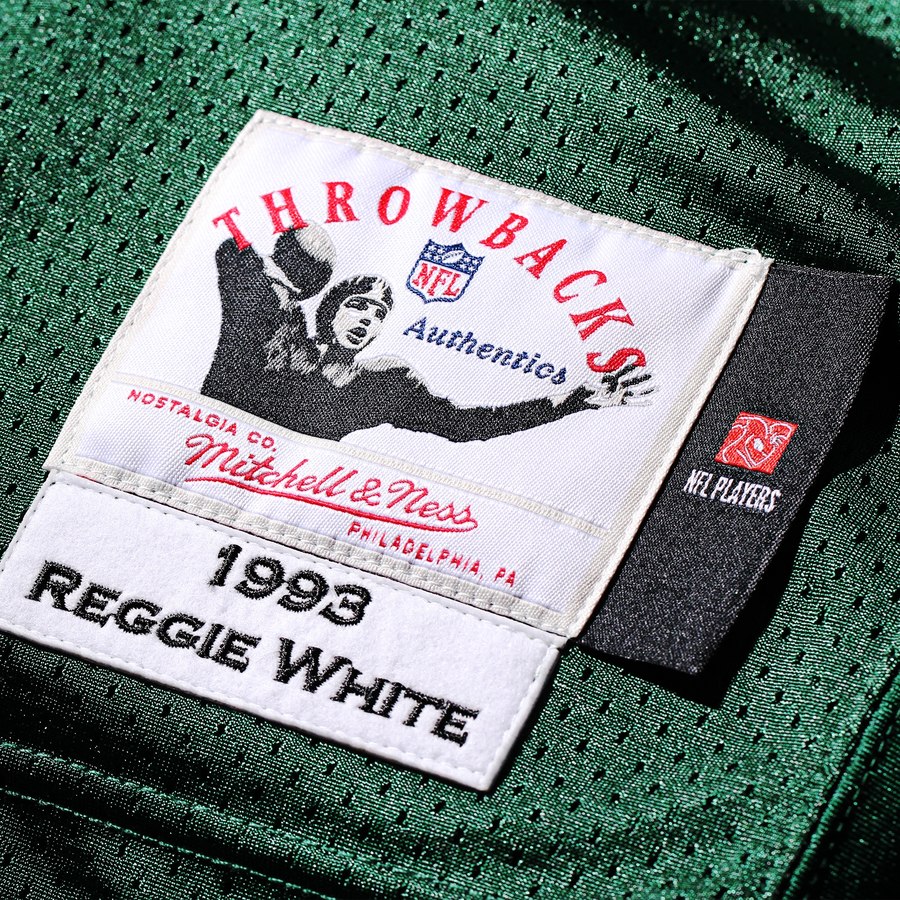 THROWBACKS
NFL
Authentics
NOSTALGIA CO.
Mitchell & Ness
PHILADELPHIA, PA
NFL PLAYERS
1993
REGGIE WHITE